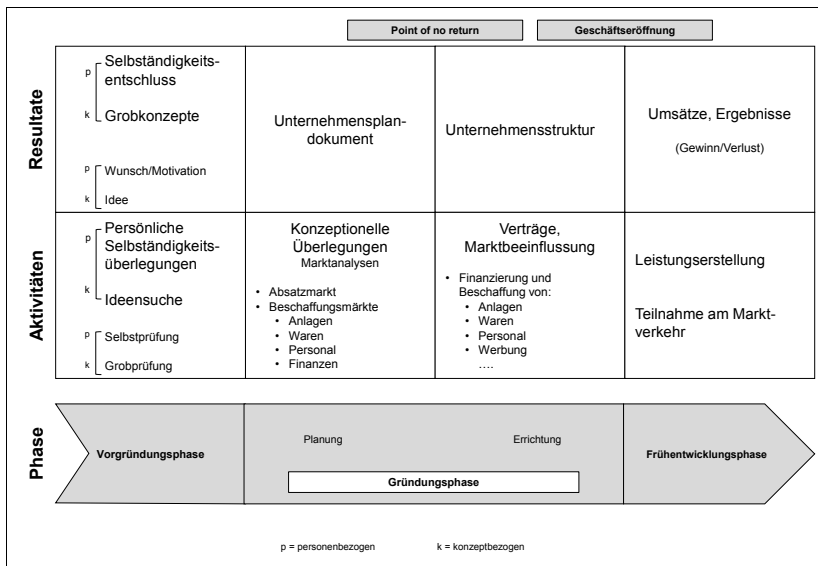 Point of no return
Geschäftseröffnung
Resultate
p
Selbständigkeits-
entschluss
k
Grobkonzepte
p
Wunsch/Motivation
k
Idee
Unternehmensplan-
dokument
Unternehmensstruktur
Umsätze, Ergebnisse
(Gewinn/Verlust)
Aktivitäten
p
Persönliche
Selbständigkeits-
überlegungen
k
Ideensuche
p
Selbstprüfung
k
Grobprüfung
Konzeptionelle
Überlegungen
Marktanalysen
• Absatzmarkt
• Beschaffungsmärkte
• Anlagen
• Waren
• Personal
• Finanzen
Verträge,
Marktbeeinflussung
• Finanzierung und
Beschaffung von:
• Anlagen
• Waren
• Personal
• Werbung
....
Leistungserstellung
Teilnahme am Markt-
verkehr
Phase
Vorgründungsphase
Planung
Errichtung
Gründungsphase
Frühentwicklungsphase
p = personenbezogen
k = konzeptbezogen